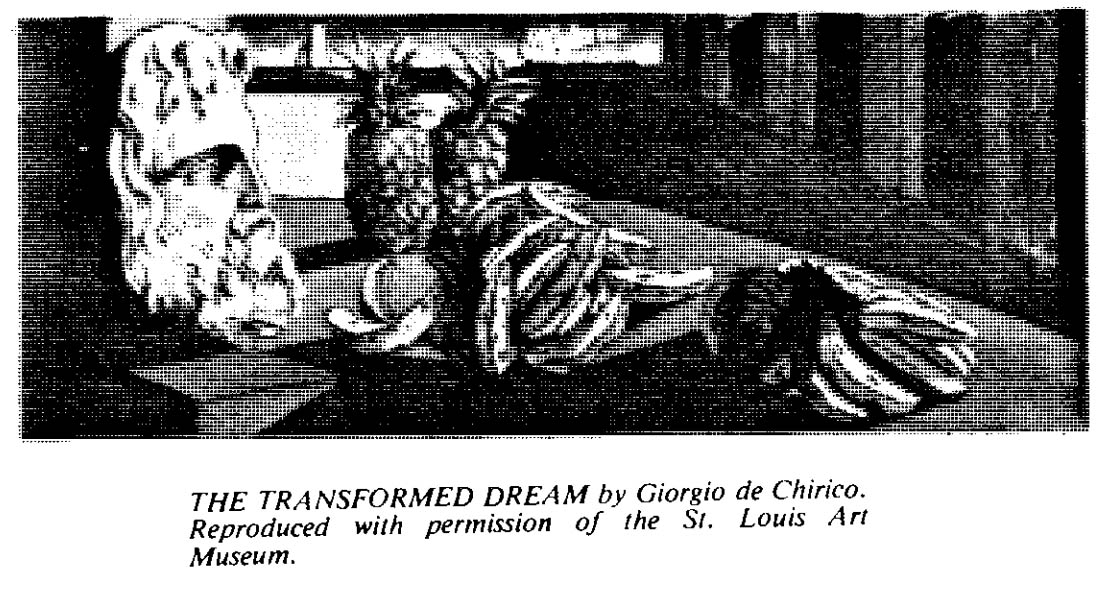 THE TRANSFORMED DREAM by Giorgio de Chirico.
Reproduced with permission of the St. Louis Art
Museum.